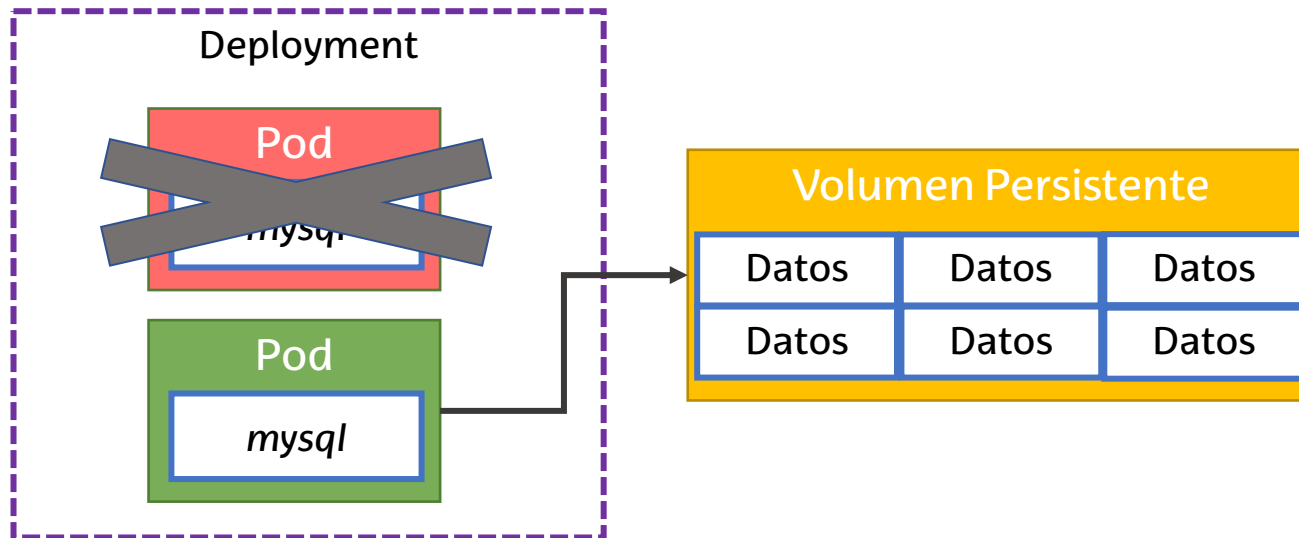 Deployment
Pod
mysql
Pod
mysql
Volumen Persistente
Datos Datos Datos
Datos Datos Datos